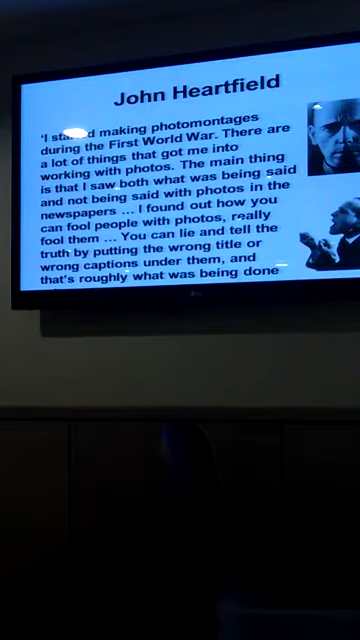 John Heartfield
'I started making photomontages
during the First World War. There are
a lot of things that got me into
working with photos. The main thing
is that I saw both what was being said
and not being said with photos in the
newspapers ... I found out how you
can fool people with photos, really
fool them ... You can lie and tell the
truth by putting the wrong title or
wrong captions under them, and
that's roughly what was being done
LG